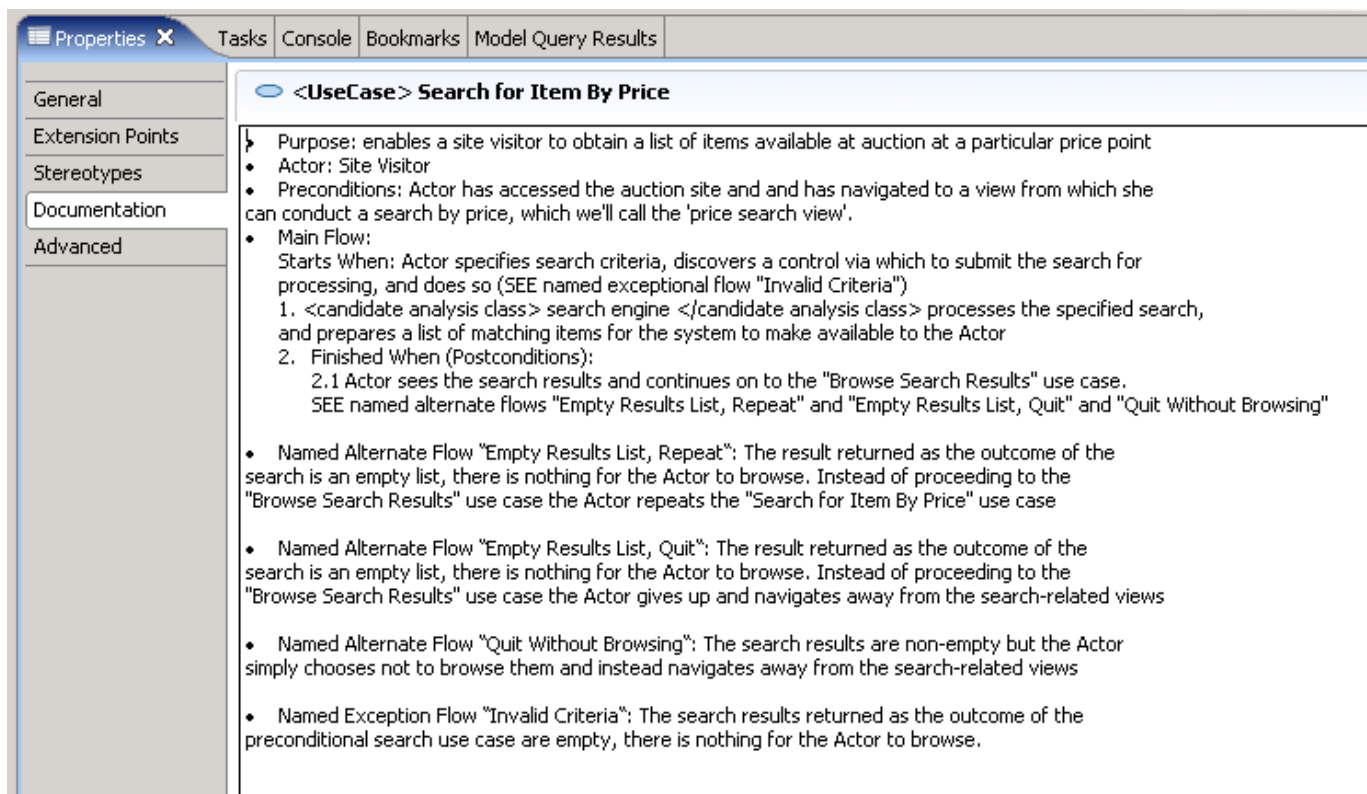 Properties
Tasks
Console
Bookmarks
Model Query Results
General
Extension Points
Stereotypes
Documentation
Advanced
<UseCase> Search for Item By Price
• Purpose: enables a site visitor to obtain a list of items available at auction at a particular price point
• Actor: Site Visitor
• Preconditions: Actor has accessed the auction site and and has navigated to a view from which she
can conduct a search by price, which we'll call the 'price search view'.
• Main Flow:
Starts When: Actor specifies search criteria, discovers a control via which to submit the search for
processing, and does so (SEE named exceptional flow "Invalid Criteria")
1. <candidate analysis class> search engine </candidate analysis class> processes the specified search,
and prepares a list of matching items for the system to make available to the Actor
2. Finished When (Postconditions):
2.1 Actor sees the search results and continues on to the "Browse Search Results" use case.
SEE named alternate flows "Empty Results List, Repeat" and "Empty Results List, Quit" and "Quit Without Browsing"
• Named Alternate Flow “Empty Results List, Repeat“: The result returned as the outcome of the
search is an empty list, there is nothing for the Actor to browse. Instead of proceeding to the
"Browse Search Results" use case the Actor repeats the "Search for Item By Price" use case
• Named Alternate Flow “Empty Results List, Quit“: The result returned as the outcome of the
search is an empty list, there is nothing for the Actor to browse. Instead of proceeding to the
"Browse Search Results" use case the Actor gives up and navigates away from the search-related views
• Named Alternate Flow “Quit Without Browsing“: The search results are non-empty but the Actor
simply chooses not to browse them and instead navigates away from the search-related views
• Named Exception Flow “Invalid Criteria“: The search results returned as the outcome of the
preconditional search use case are empty, there is nothing for the Actor to browse.